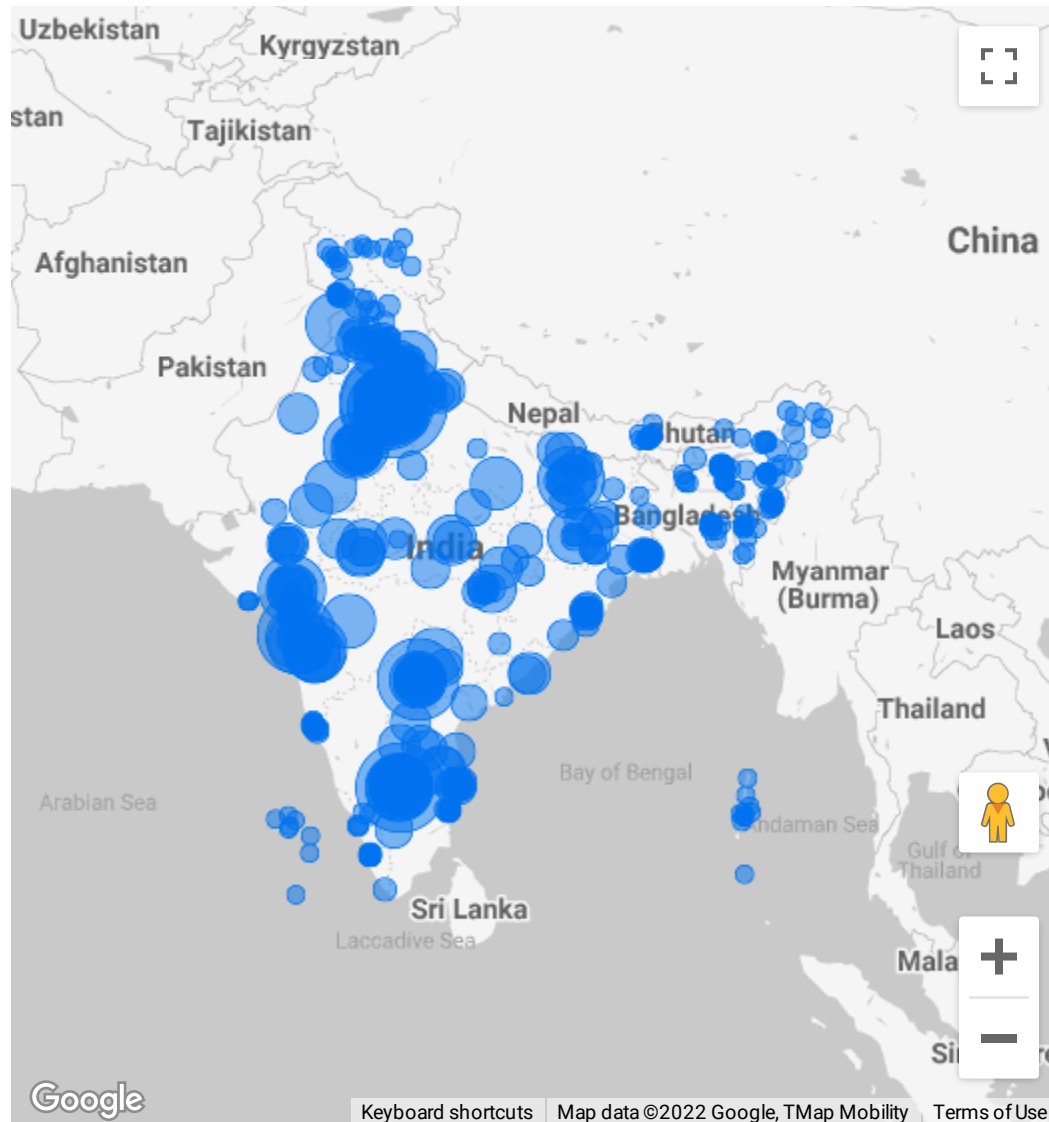 Uzbekistan
Kyrgyzstan
stan
Tajikistan
China
Afghanistan
Pakistan
Nepal
Bhutan
Bangladesh
India
Myanmar
(Burma)
Laos
Thailand
Bay of Bengal
Arabian Sea
Andaman Sea
Gulf of
Thailand
Sri Lanka
Laccadive Sea
Mala
Si
Google
Keyboard shortcuts
Map data ©2022 Google, TMap Mobility
Terms of Use